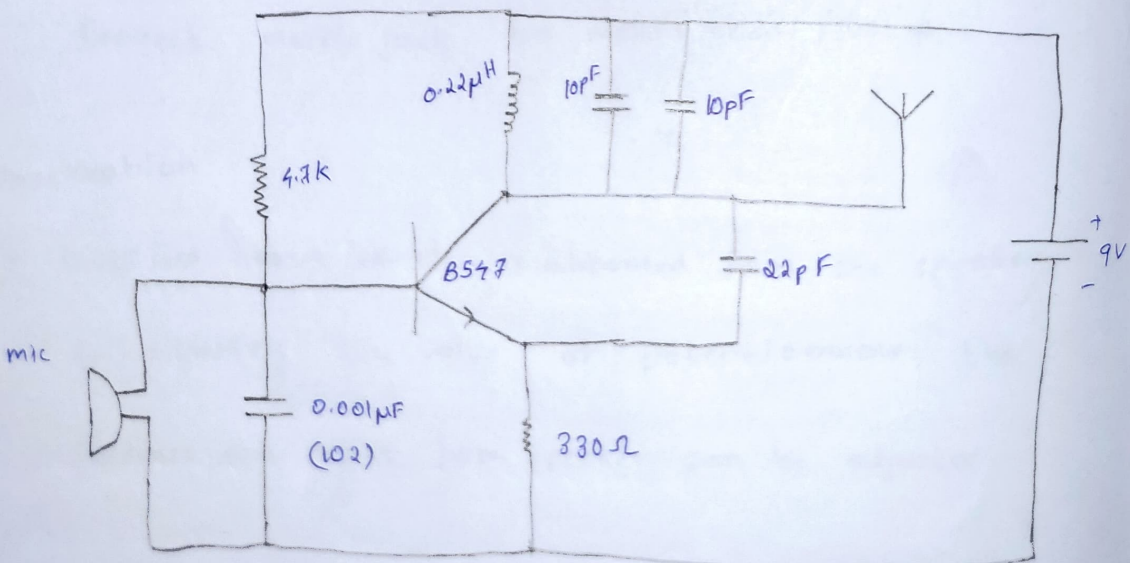 0.22µH
10pF
10pF
4.7K
B547
22pF
+
9V
-
mic
0.001µF
(102)
330Ω